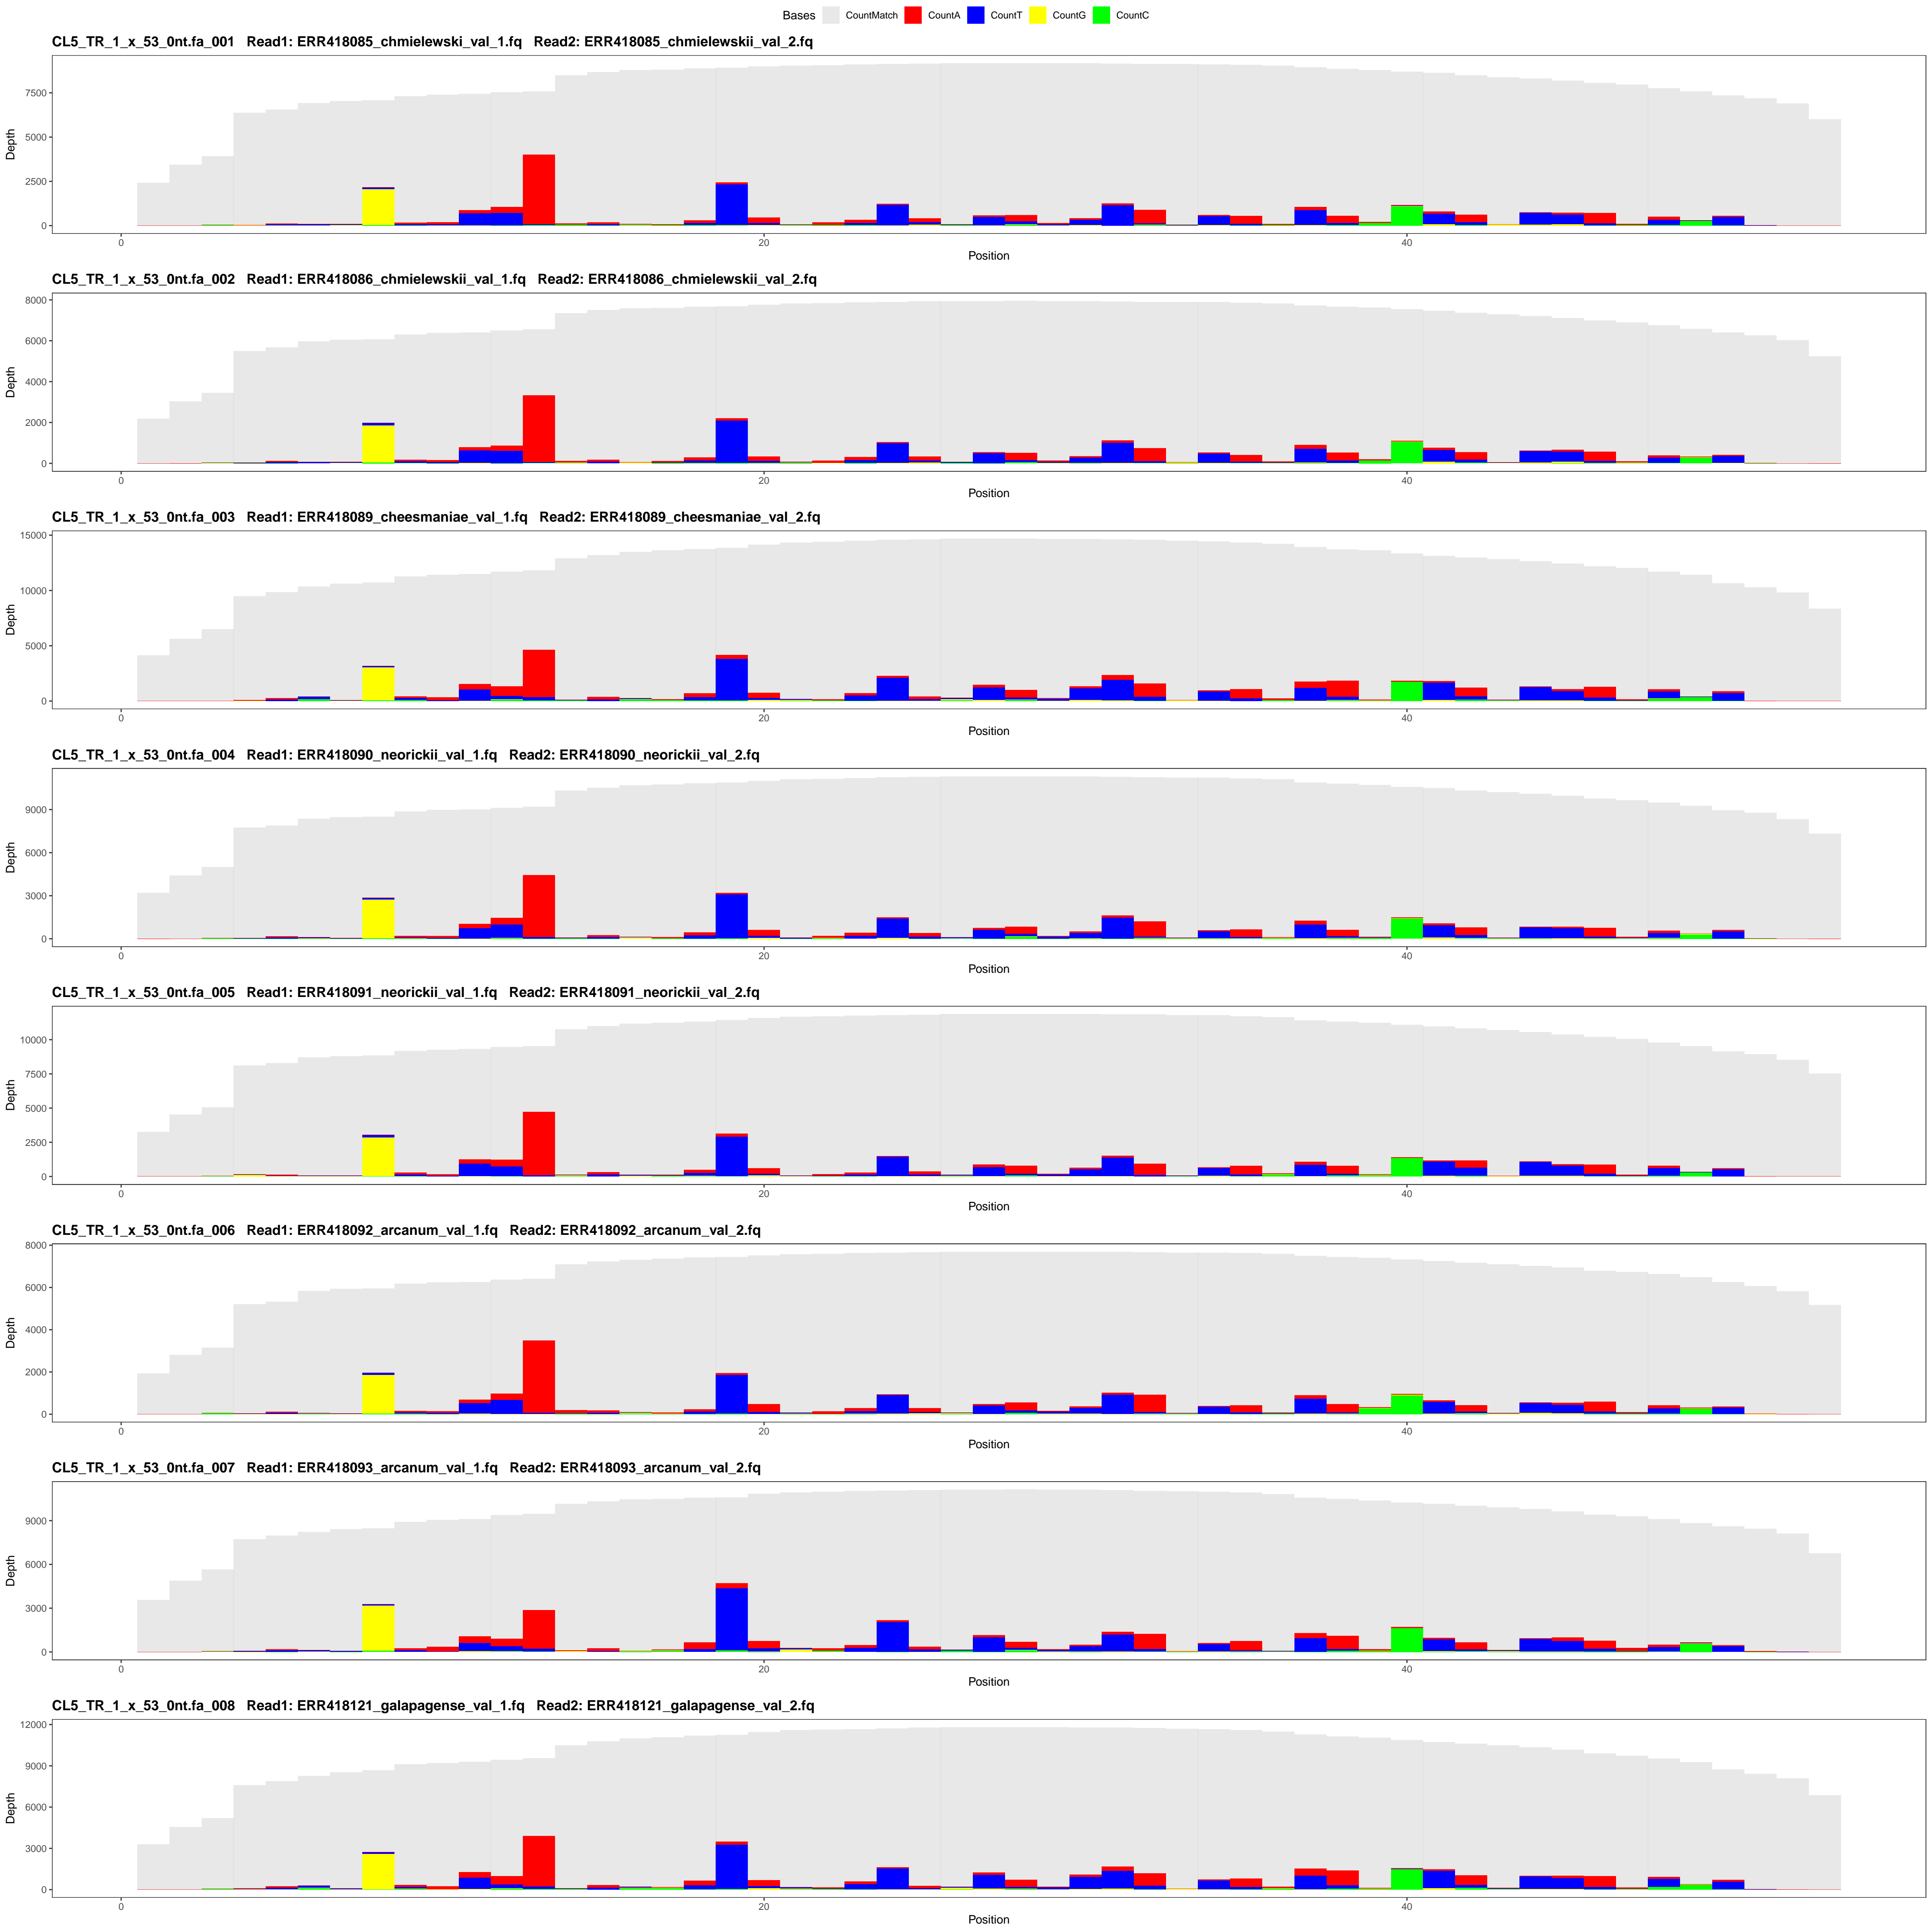 Bases CountMatch CountA CountT CountG CountC
CL5_TR_1_x_53_0nt.fa_001 Read1: ERR418085_chmielewski_val_1.fq Read2: ERR418085_chmielewskii_val_2.fq
7500
5000
2500
0
Depth
0 20 40
Position
CL5_TR_1_x_53_0nt.fa_002 Read1: ERR418086_chmielewskii_val_1.fq Read2: ERR418086_chmielewskii_val_2.fq
8000
6000
4000
2000
0
Depth
0 20 40
Position
CL5_TR_1_x_53_0nt.fa_003 Read1: ERR418089_cheesmaniae_val_1.fq Read2: ERR418089_cheesmaniae_val_2.fq
15000
10000
5000
0
Depth
0 20 40
Position
CL5_TR_1_x_53_0nt.fa_004 Read1: ERR418090_neorickii_val_1.fq Read2: ERR418090_neorickii_val_2.fq
9000
6000
3000
0
Depth
0 20 40
Position
CL5_TR_1_x_53_0nt.fa_005 Read1: ERR418091_neorickii_val_1.fq Read2: ERR418091_neorickii_val_2.fq
10000
7500
5000
2500
0
Depth
0 20 40
Position
CL5_TR_1_x_53_0nt.fa_006 Read1: ERR418092_arcanum_val_1.fq Read2: ERR418092_arcanum_val_2.fq
8000
6000
4000
2000
0
Depth
0 20 40
Position
CL5_TR_1_x_53_0nt.fa_007 Read1: ERR418093_arcanum_val_1.fq Read2: ERR418093_arcanum_val_2.fq
9000
6000
3000
0
Depth
0 20 40
Position
CL5_TR_1_x_53_0nt.fa_008 Read1: ERR418121_galapagense_val_1.fq Read2: ERR418121_galapagense_val_2.fq
12000
9000
6000
3000
0
Depth
0 20 40
Position